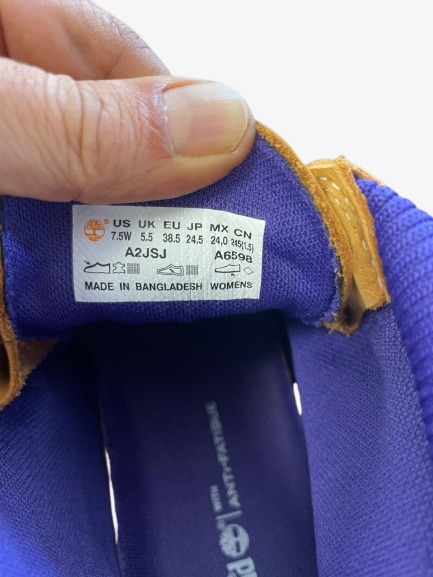 US UK EU JP MX CN
7.5W 5.5 38.5 24.5 24,0 245(1.5)
A2JSJ A6598
MADE IN BANGLADESH WOMENS
WITH
ANTI-FATIGUE